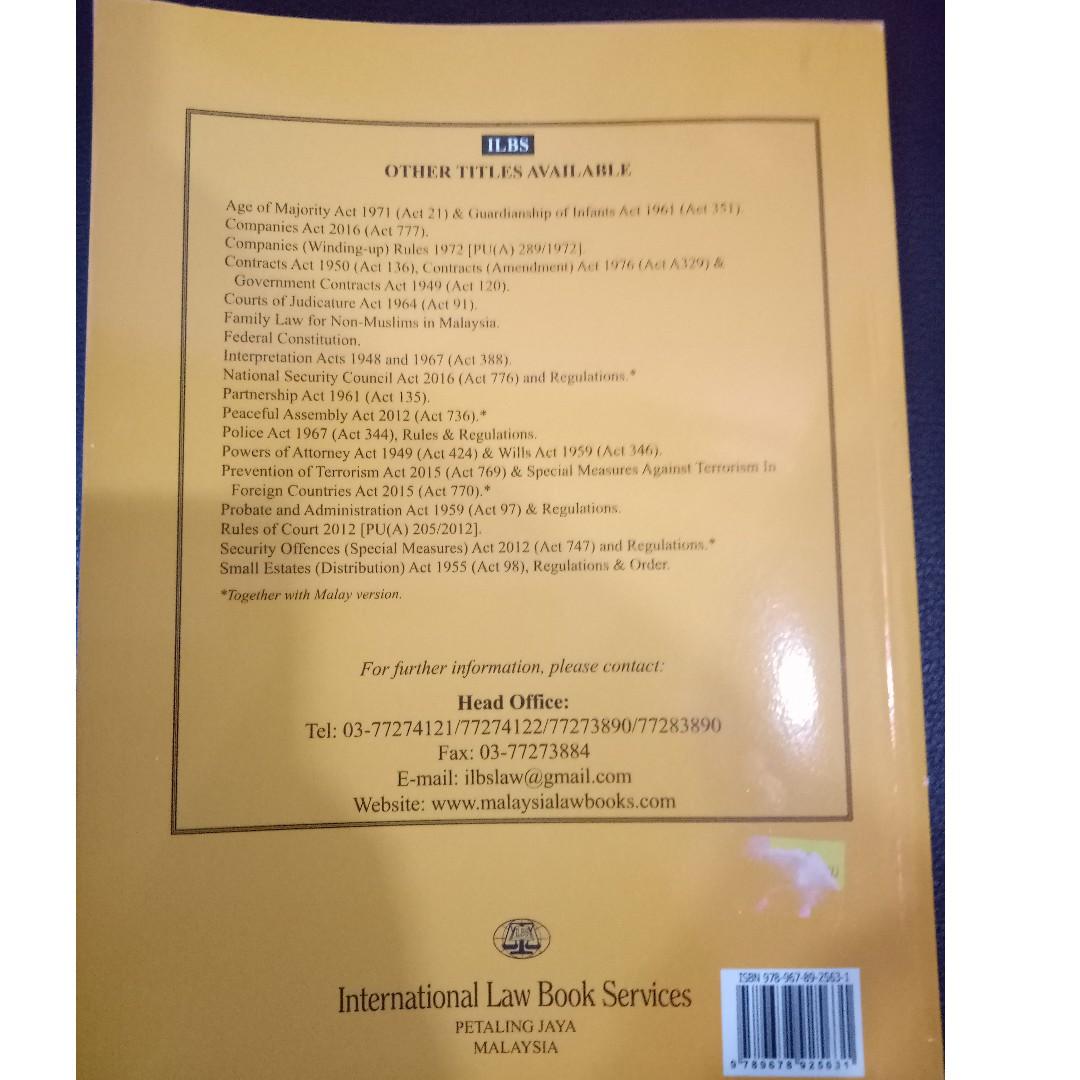 ILBS
OTHER TITLES AVAILABLE
Age of Majority Act 1971 (Act 21) & Guardianship of Infants Act 1961 (Act 351).
Companies Act 2016 (Act 777).
Companies (Winding-up) Rules 1972 [PU(A) 289/1972].
Contracts Act 1950 (Act 136), Contracts (Amendment) Act 1976 (Act A329) &
Government Contracts Act 1949 (Act 120).
Courts of Judicature Act 1964 (Act 91).
Family Law for Non-Muslims in Malaysia.
Federal Constitution.
Interpretation Acts 1948 and 1967 (Act 388).
National Security Council Act 2016 (Act 776) and Regulations.*
Partnership Act 1961 (Act 135).
Peaceful Assembly Act 2012 (Act 736).*
Police Act 1967 (Act 344), Rules & Regulations.
Powers of Attorney Act 1949 (Act 424) & Wills Act 1959 (Act 346).
Prevention of Terrorism Act 2015 (Act 769) & Special Measures Against Terrorism In
Foreign Countries Act 2015 (Act 770).*
Probate and Administration Act 1959 (Act 97) & Regulations.
Rules of Court 2012 [PU(A) 205/2012].
Security Offences (Special Measures) Act 2012 (Act 747) and Regulations.*
Small Estates (Distribution) Act 1955 (Act 98), Regulations & Order.
*Together with Malay version.
For further information, please contact:
Head Office:
Tel: 03-77274121/77274122/77273890/77283890
Fax: 03-77273884
E-mail: ilbslaw@gmail.com
Website: www.malaysialawbooks.com
International Law Book Services
PETALING JAYA
MALAYSIA
ISBN 978-967-89-2563-1
9 789678 925631